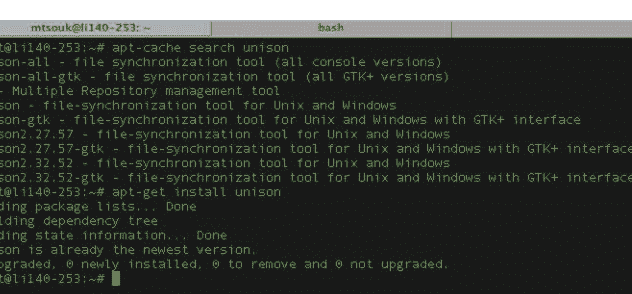 mtsouk@li140-253: ~ bash
t@li140-253:~# apt-cache search unison
son-all - file synchronization tool (all console versions)
son-all-gtk - file synchronization tool (all GTK+ versions)
- Multiple Repository management tool
son - file-synchronization tool for Unix and Windows
son-gtk - file-synchronization tool for Unix and Windows with GTK+ interface
son2.27.57 - file-synchronization tool for Unix and Windows
son2.27.57-gtk - file-synchronization tool for Unix and Windows with GTK+ interface
son2.32.52 - file-synchronization tool for Unix and Windows
son2.32.52-gtk - file-synchronization tool for Unix and Windows with GTK+ interface
t@li140-253:~# apt-get install unison
ding package lists... Done
lding dependency tree
ding state information... Done
son is already the newest version.
pgraded, 0 newly installed, 0 to remove and 0 not upgraded.
t@li140-253:~#